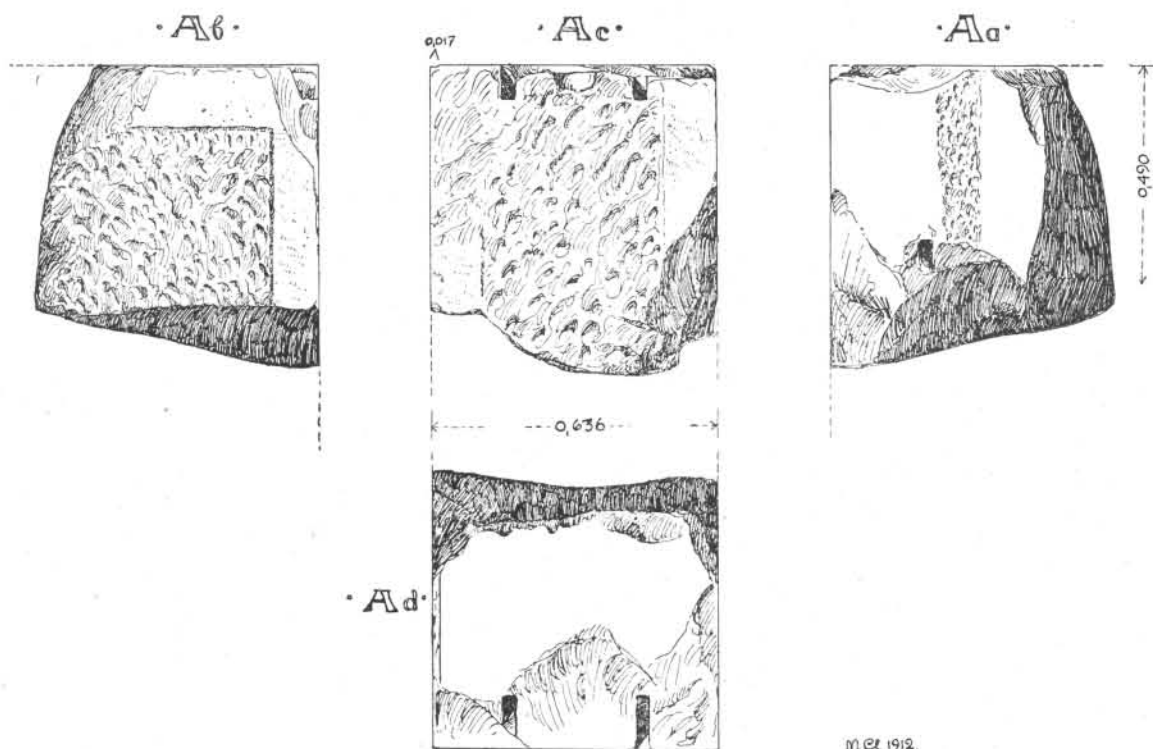 · Ab ·
· Ac ·
· Aa ·
0,017
0,490
0,636
· Ad ·
M. Cl. 1912.